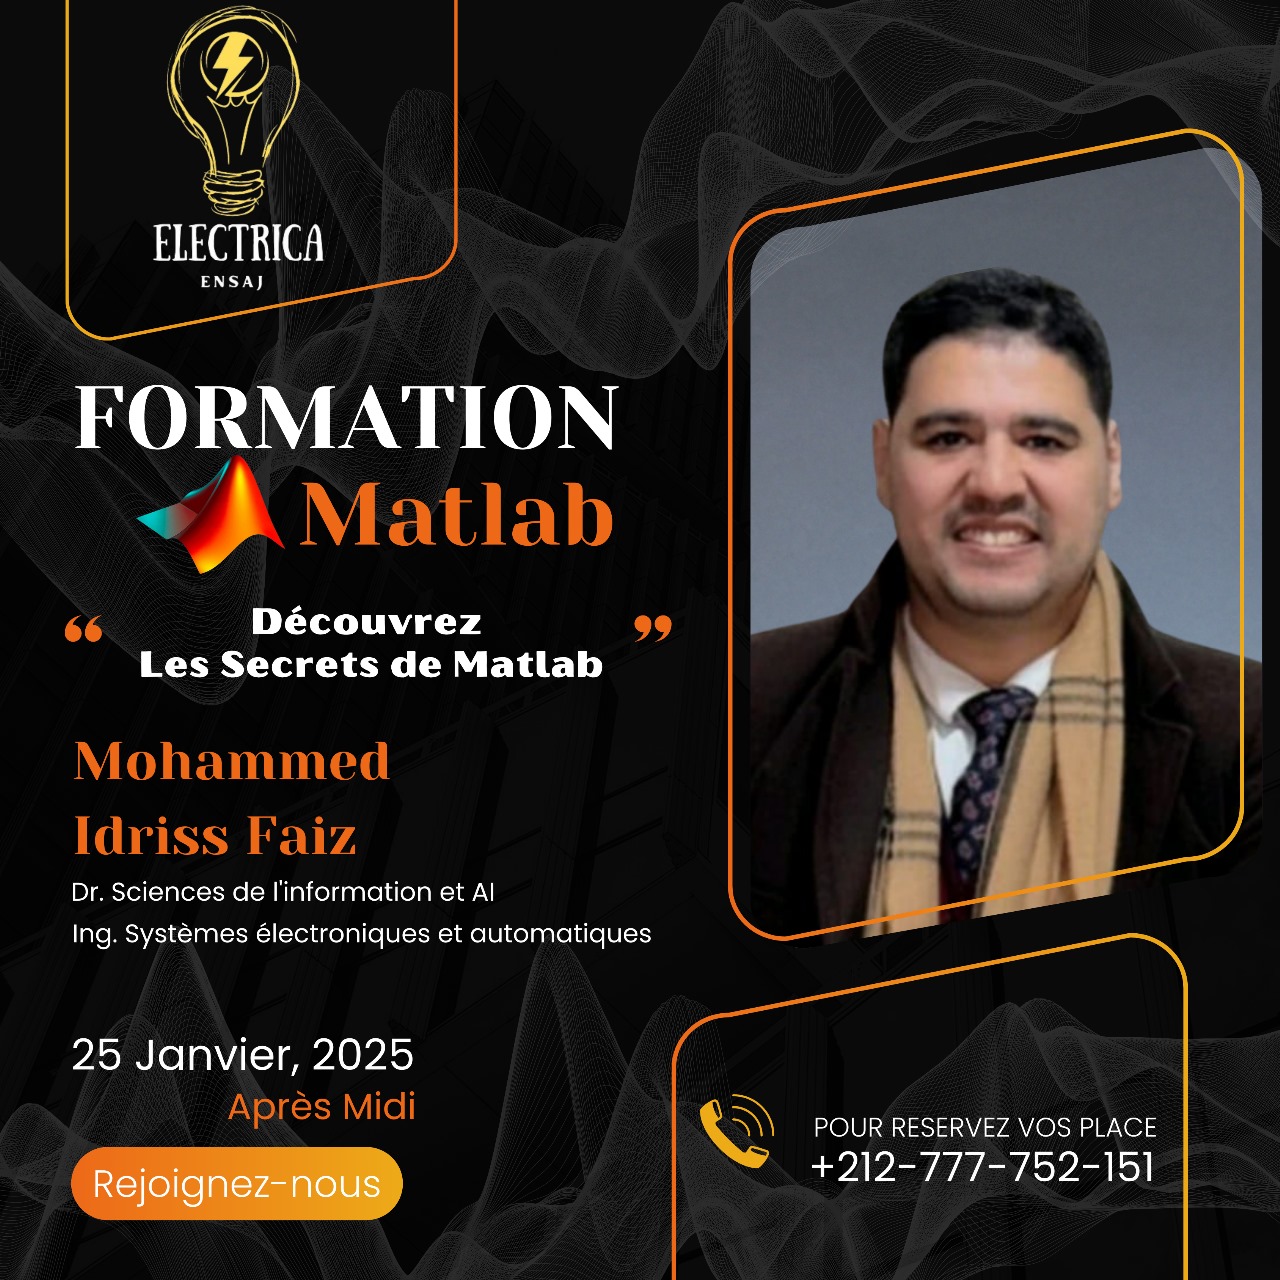 ELECTRICA
ENSAJ
FORMATION
Matlab
“ Découvrez ”
Les Secrets de Matlab
Mohammed
Idriss Faiz
Dr. Sciences de l'information et AI
Ing. Systèmes électroniques et automatiques
25 Janvier, 2025
Après Midi
Rejoignez-nous
POUR RESERVEZ VOS PLACE
+212-777-752-151